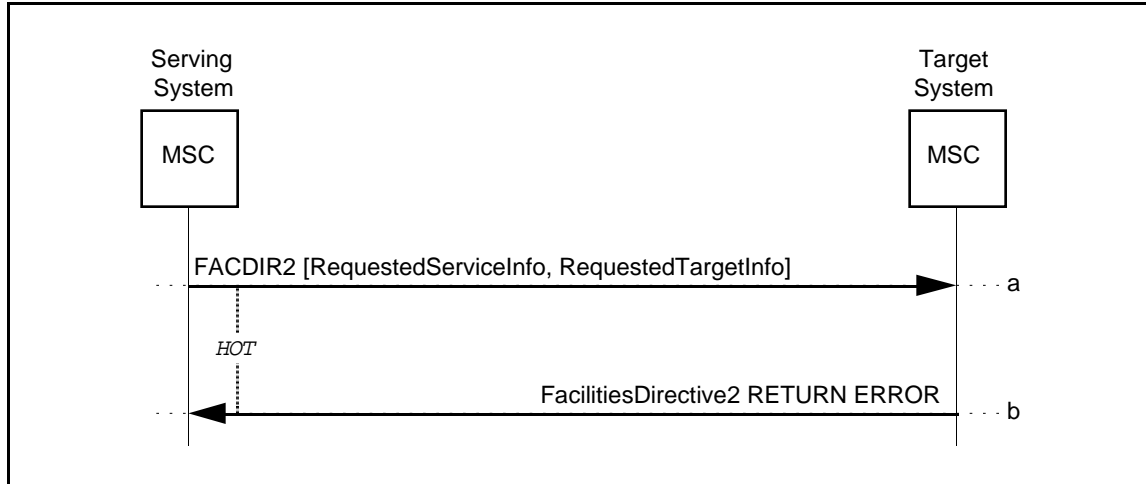 Serving
System
Target
System
MSC
MSC
FACDIR2 [RequestedServiceInfo, RequestedTargetInfo]
a
HOT
FacilitiesDirective2 RETURN ERROR
b